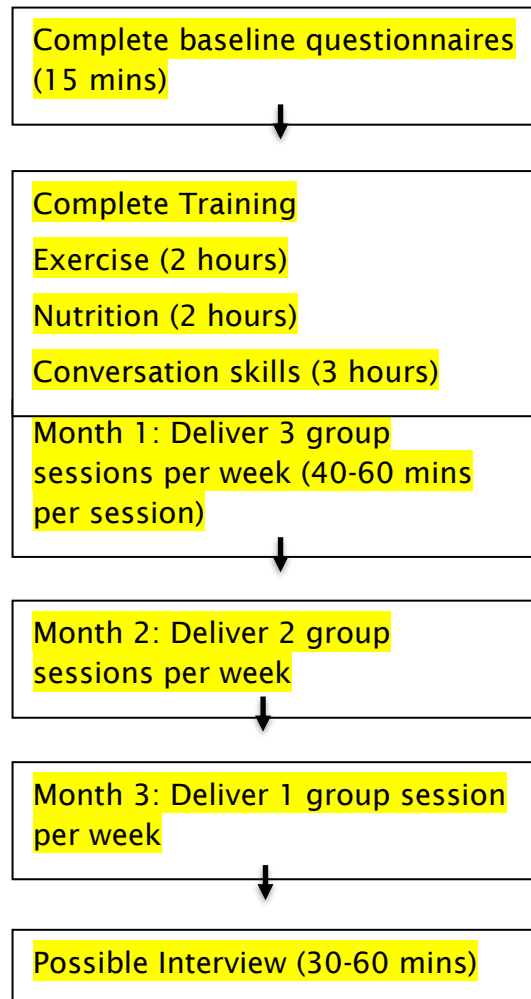 Complete baseline questionnaires
(15 mins)
Complete Training
Exercise (2 hours)
Nutrition (2 hours)
Conversation skills (3 hours)
Month 1: Deliver 3 group
sessions per week (40-60 mins
per session)
Month 2: Deliver 2 group
sessions per week
Month 3: Deliver 1 group session
per week
Possible Interview (30-60 mins)